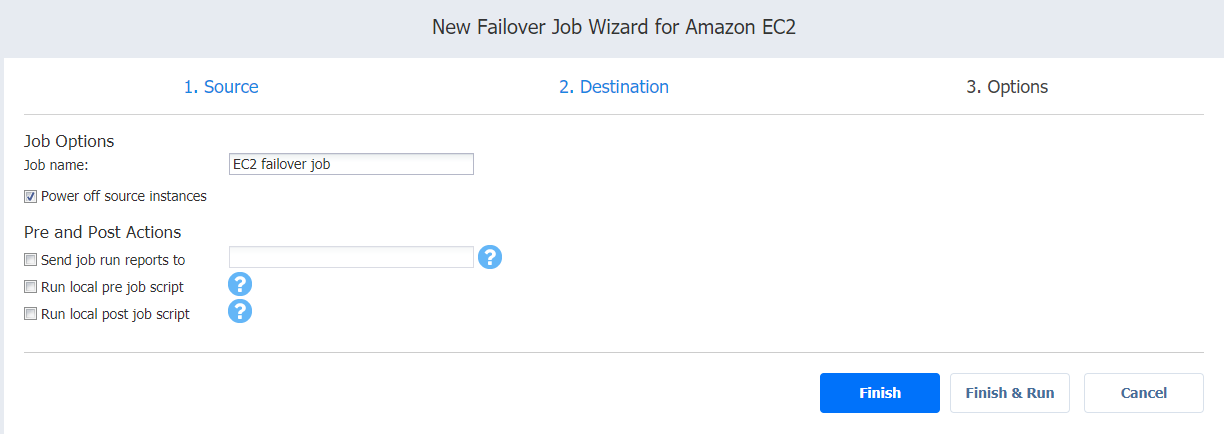 New Failover Job Wizard for Amazon EC2
1. Source 2. Destination 3. Options
Job Options
Job name: EC2 failover job
Power off source instances
Pre and Post Actions
Send job run reports to ?
Run local pre job script ?
Run local post job script ?
Finish Finish & Run Cancel